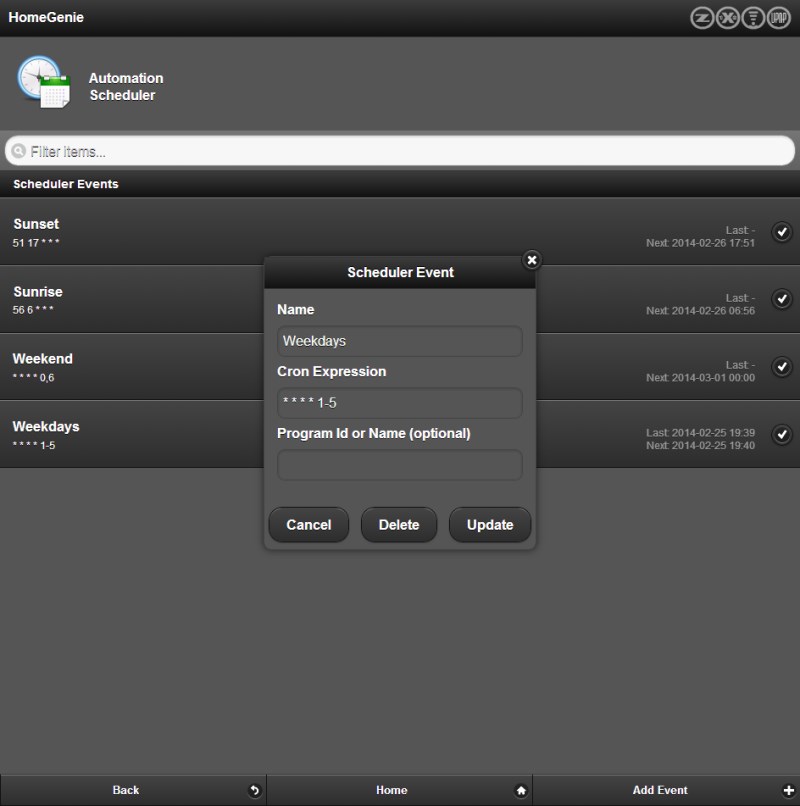 HomeGenie
Z X UPNP
Automation
Scheduler
Filter items...
Scheduler Events
Sunset
51 17 * * *
Last: -
Next: 2014-02-26 17:51
Sunrise
56 6 * * *
Last: -
Next: 2014-02-26 06:56
Weekend
* * * * 0,6
Last: -
Next: 2014-03-01 00:00
Weekdays
* * * * 1-5
Last: 2014-02-25 19:39
Next: 2014-02-25 19:40
Scheduler Event
Name
Weekdays
Cron Expression
* * * * 1-5
Program Id or Name (optional)
Cancel Delete Update
Back Home Add Event